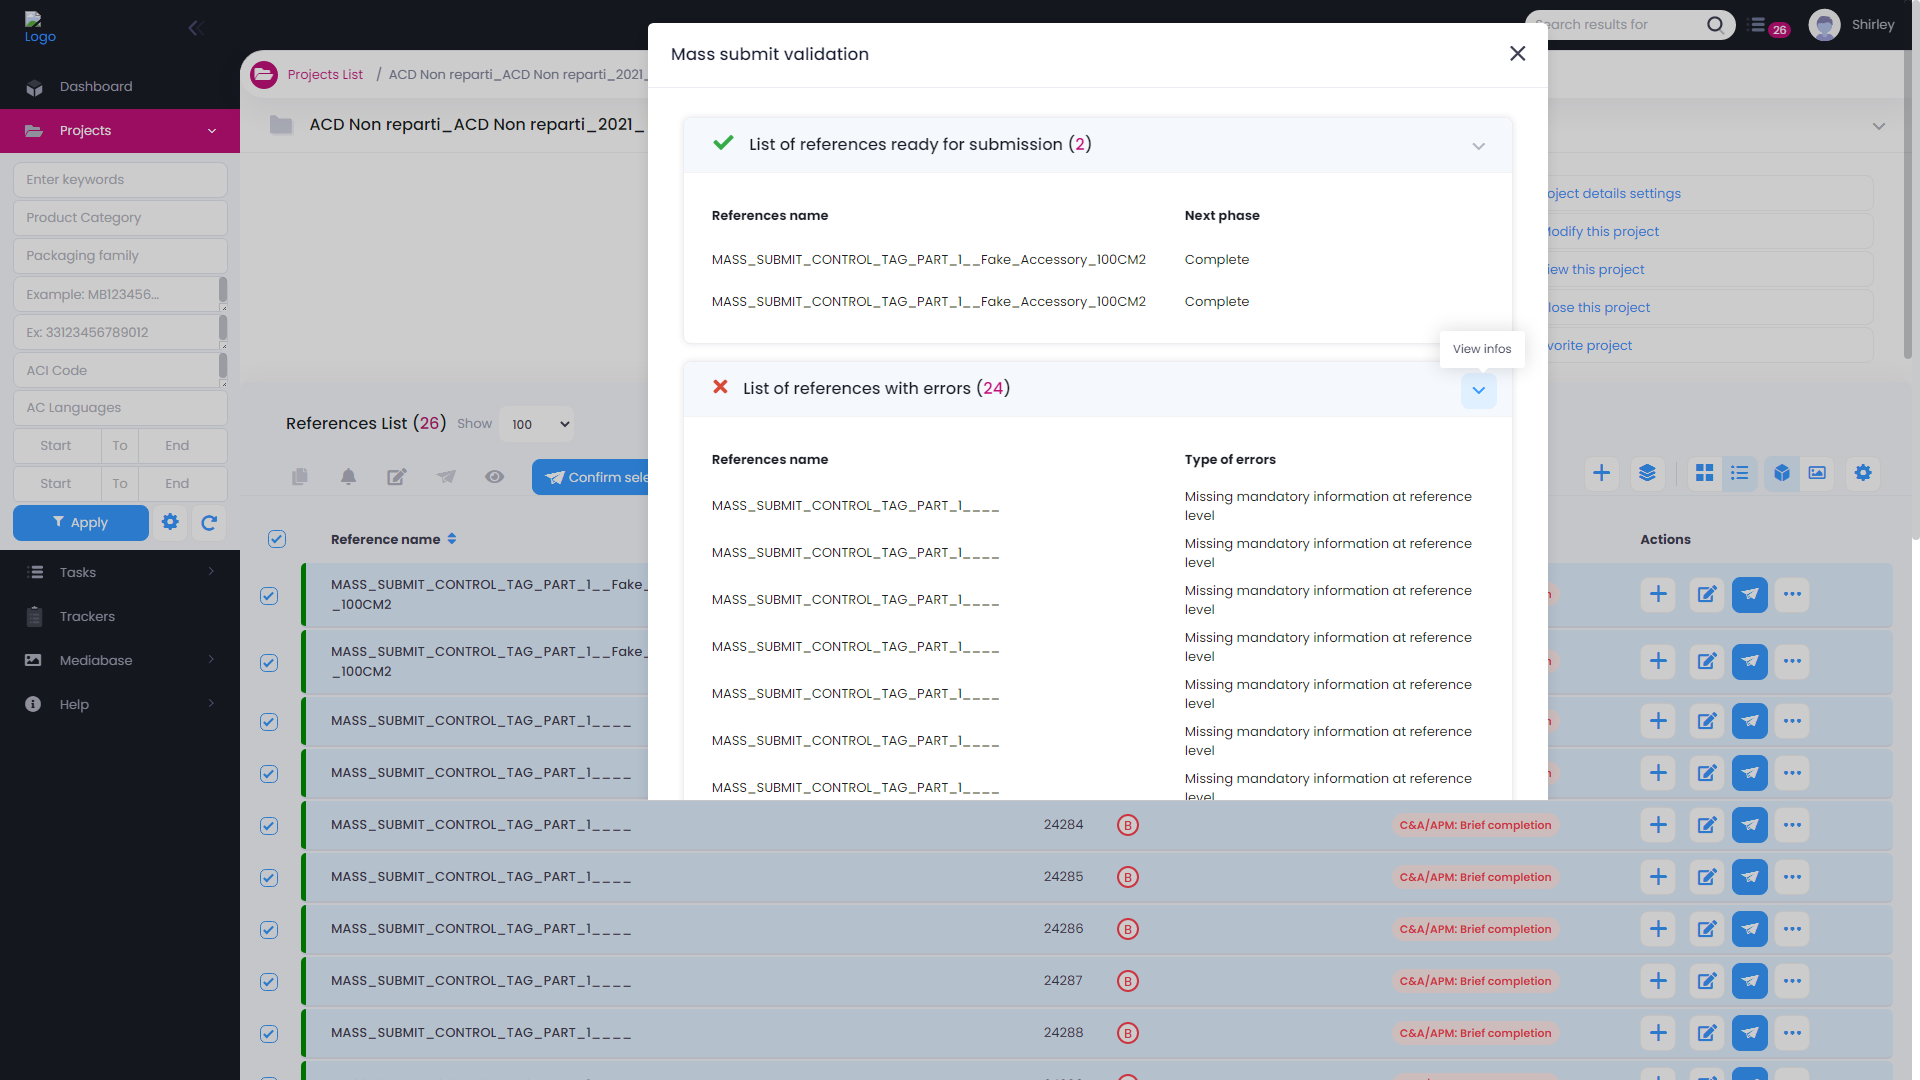 Logo
Dashboard
Projects
Enter keywords
Product Category
Packaging family
Example: MB123456...
Ex: 33123456789012
ACI Code
AC Languages
Start To End
Start To End
Apply
Tasks
Trackers
Mediabase
Help
Search results for
26
Shirley
Projects List / ACD Non reparti_ACD Non reparti_2021_
ACD Non reparti_ACD Non reparti_2021_
oject details settings
Modify this project
iew this project
lose this project
vorite project
References List (26) Show 100
Confirm sele
Reference name
Actions
MASS_SUBMIT_CONTROL_TAG_PART_1__Fake_
_100CM2
MASS_SUBMIT_CONTROL_TAG_PART_1__Fake_
_100CM2
MASS_SUBMIT_CONTROL_TAG_PART_1____
MASS_SUBMIT_CONTROL_TAG_PART_1____
MASS_SUBMIT_CONTROL_TAG_PART_1____ 24284 B C&A/APM: Brief completion
MASS_SUBMIT_CONTROL_TAG_PART_1____ 24285 B C&A/APM: Brief completion
MASS_SUBMIT_CONTROL_TAG_PART_1____ 24286 B C&A/APM: Brief completion
MASS_SUBMIT_CONTROL_TAG_PART_1____ 24287 B C&A/APM: Brief completion
MASS_SUBMIT_CONTROL_TAG_PART_1____ 24288 B C&A/APM: Brief completion
Mass submit validation
List of references ready for submission (2)
References name Next phase
MASS_SUBMIT_CONTROL_TAG_PART_1__Fake_Accessory_100CM2 Complete
MASS_SUBMIT_CONTROL_TAG_PART_1__Fake_Accessory_100CM2 Complete
View infos
List of references with errors (24)
References name Type of errors
MASS_SUBMIT_CONTROL_TAG_PART_1____ Missing mandatory information at reference
level
MASS_SUBMIT_CONTROL_TAG_PART_1____ Missing mandatory information at reference
level
MASS_SUBMIT_CONTROL_TAG_PART_1____ Missing mandatory information at reference
level
MASS_SUBMIT_CONTROL_TAG_PART_1____ Missing mandatory information at reference
level
MASS_SUBMIT_CONTROL_TAG_PART_1____ Missing mandatory information at reference
level
MASS_SUBMIT_CONTROL_TAG_PART_1____ Missing mandatory information at reference
level
MASS_SUBMIT_CONTROL_TAG_PART_1____ Missing mandatory information at reference
level